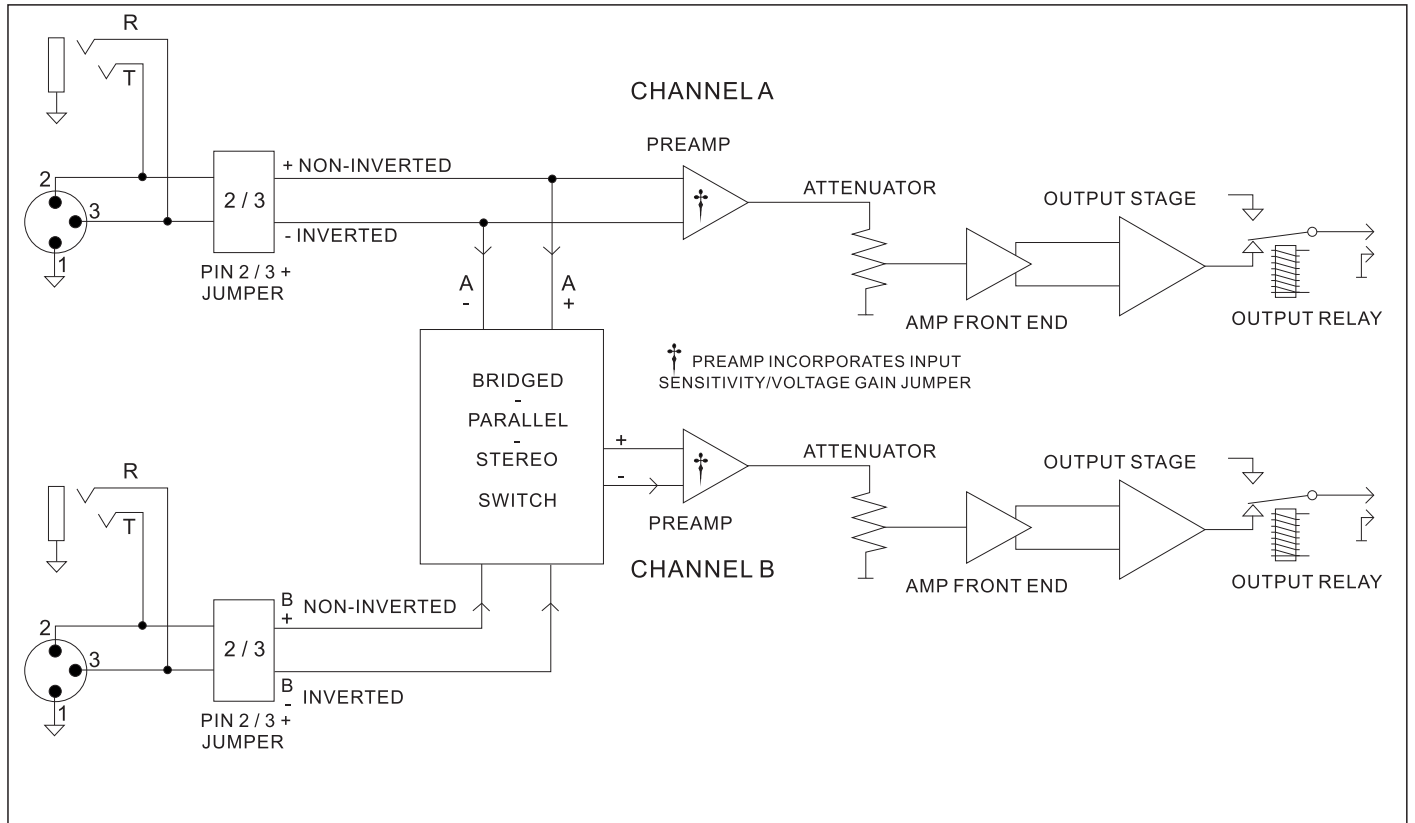 R
T
CHANNEL A
PREAMP
2
3
1
2 / 3
+ NON-INVERTED
- INVERTED
PIN 2 / 3 +
JUMPER
ATTENUATOR
OUTPUT STAGE
AMP FRONT END
OUTPUT RELAY
A
-
A
+
† PREAMP INCORPORATES INPUT
SENSITIVITY/VOLTAGE GAIN JUMPER
BRIDGED
-
PARALLEL
-
STEREO
SWITCH
+
-
†
†
PREAMP
CHANNEL B
ATTENUATOR
OUTPUT STAGE
AMP FRONT END
OUTPUT RELAY
R
T
2
3
1
2 / 3
B
+
NON-INVERTED
B
-
INVERTED
PIN 2 / 3 +
JUMPER